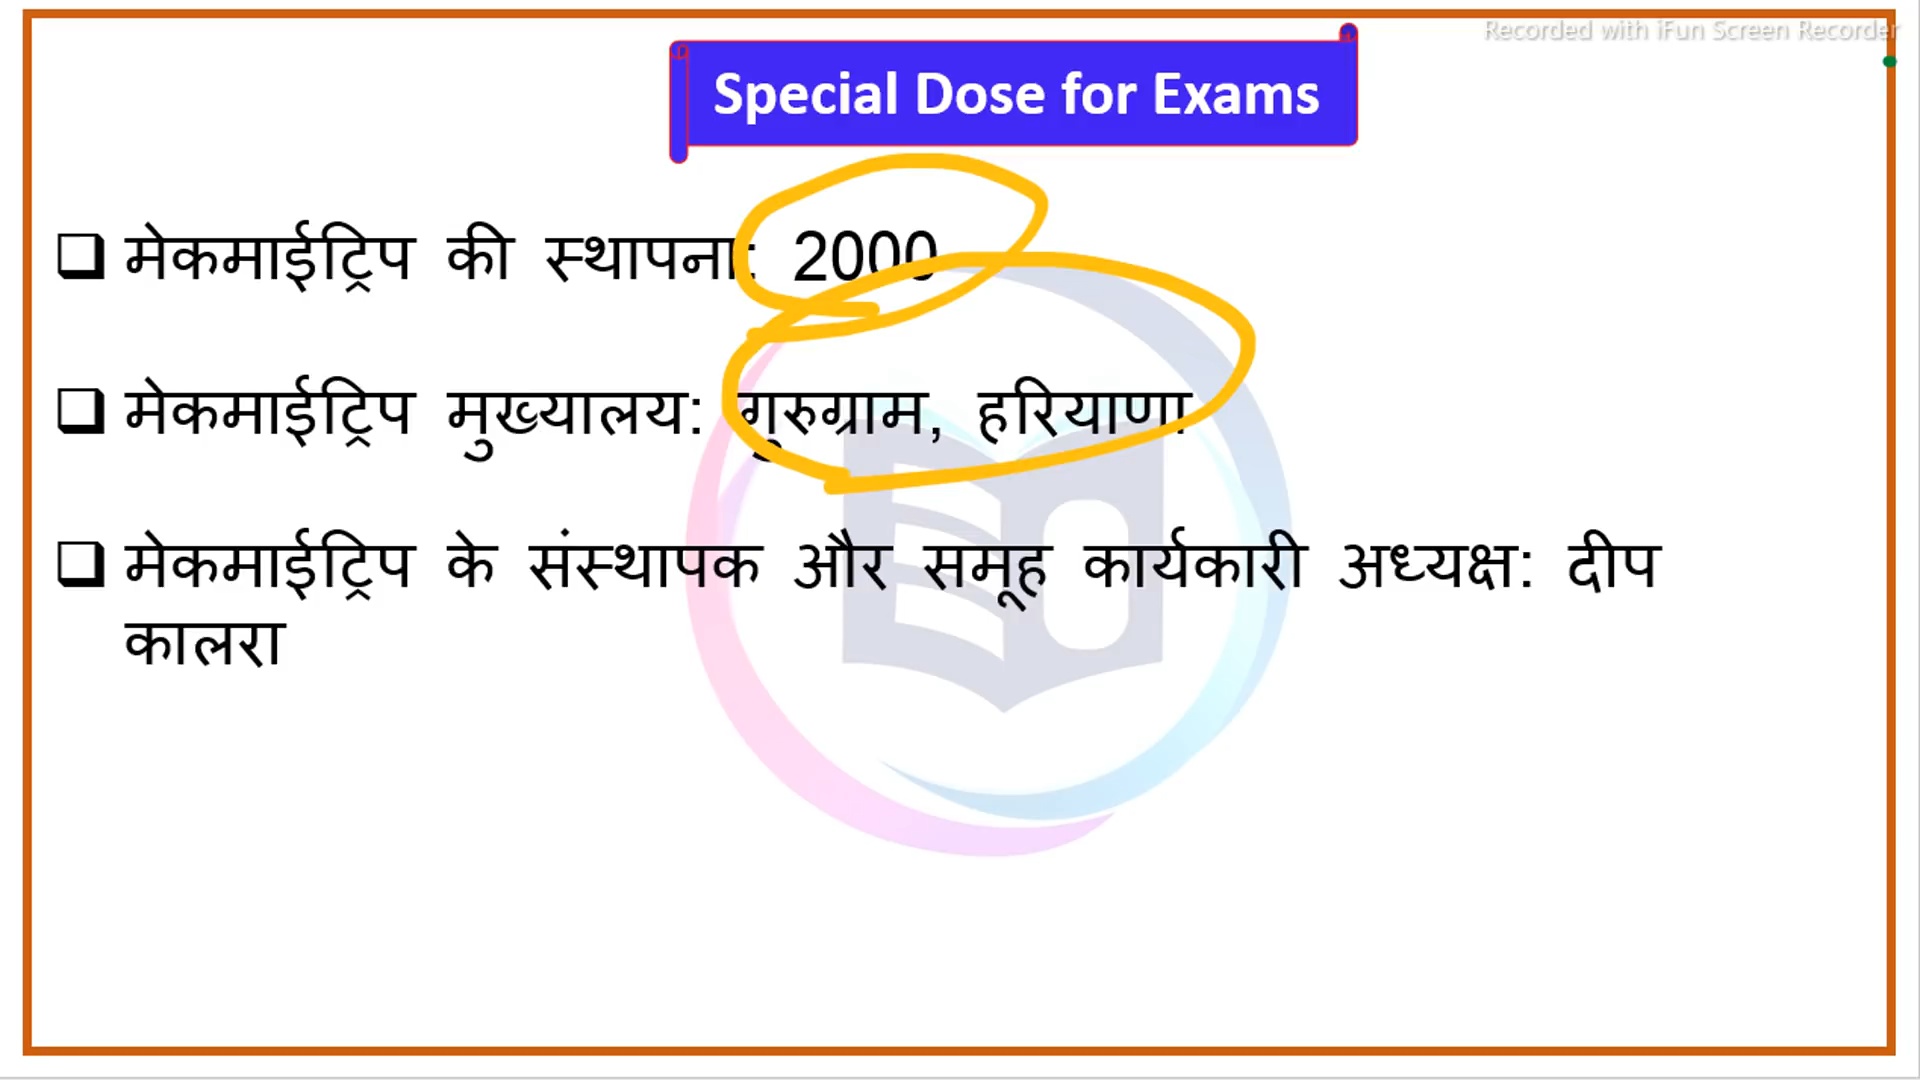 Recorded with iFun Screen Recorder
Special Dose for Exams
मेकमाईट्रिप की स्थापना: 2000
मेकमाईट्रिप मुख्यालय: गुरुग्राम, हरियाणा
मेकमाईट्रिप के संस्थापक और समूह कार्यकारी अध्यक्ष: दीप
कालरा